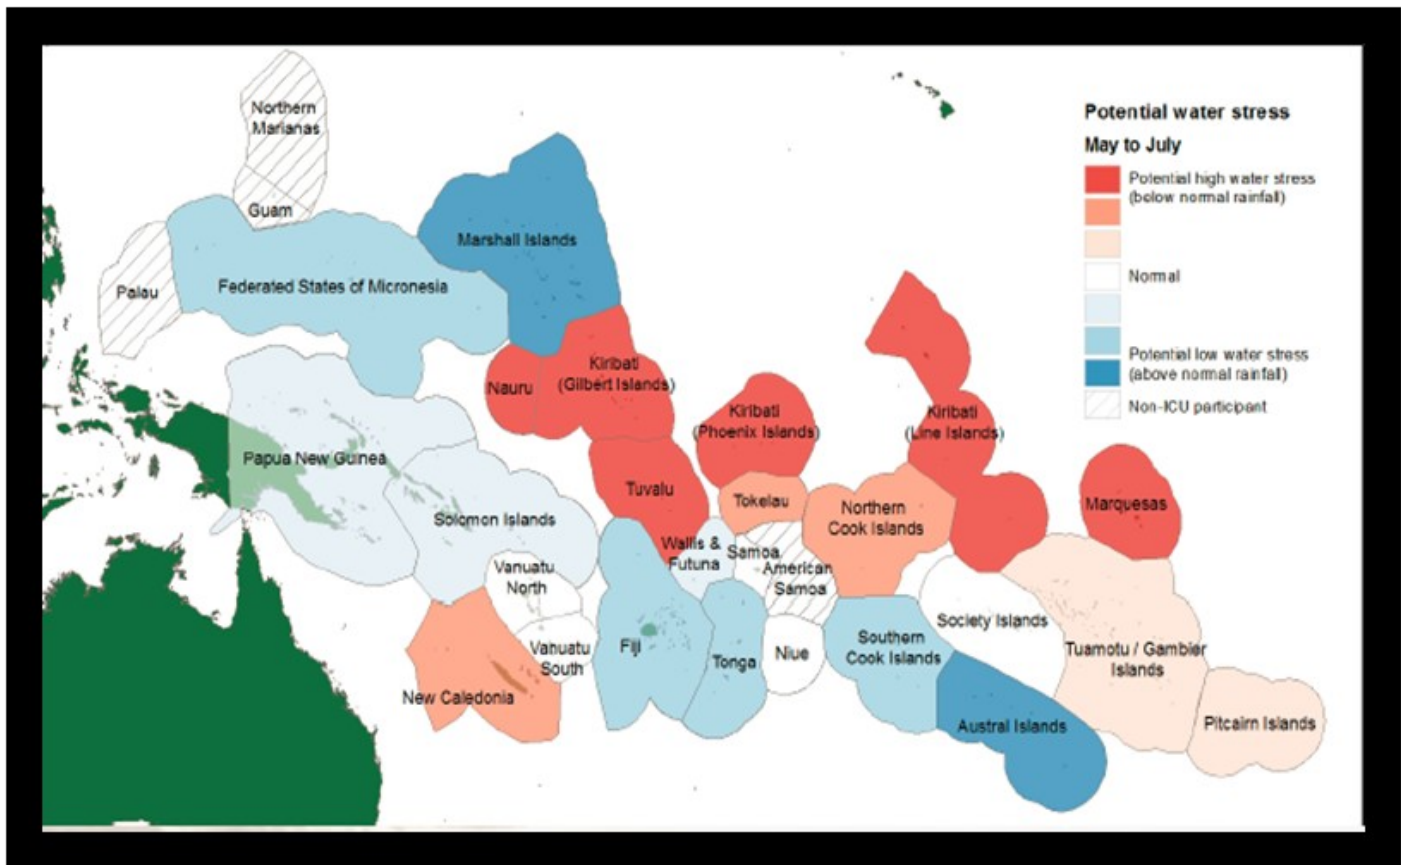 Northern
Marianas
Guam
Palau
Federated States of Micronesia
Marshall Islands
Nauru
Kiribati
(Gilbert Islands)
Kiribati
(Phoenix Islands)
Kiribati
(Line Islands)
Papua New Guinea
Solomon Islands
Tuvalu
Tokelau
Northern
Cook Islands
Marquesas
Vanuatu
North
Wallis &
Futuna
Samoa
American
Samoa
Vanuatu
South
Fiji
Tonga
Niue
Southern
Cook Islands
Society Islands
Tuamotu / Gambier
Islands
New Caledonia
Austral Islands
Pitcairn Islands
Potential water stress
May to July
Potential high water stress
(below normal rainfall)
Normal
Potential low water stress
(above normal rainfall)
Non-ICU participant